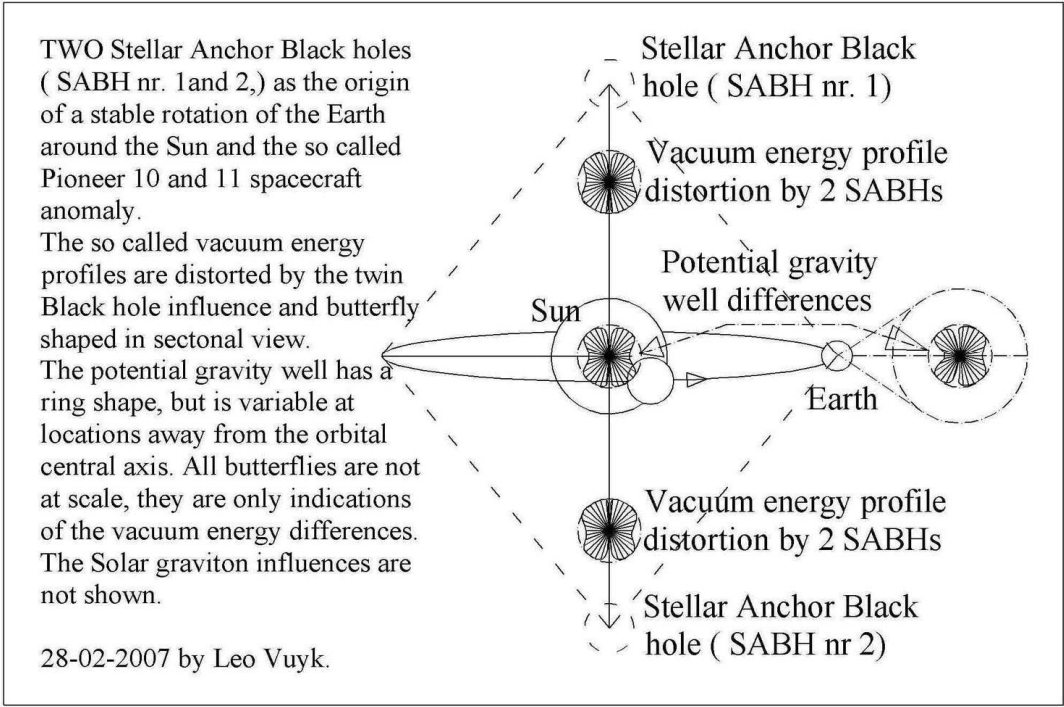 TWO Stellar Anchor Black holes
( SABH nr. 1and 2,) as the origin
of a stable rotation of the Earth
around the Sun and the so called
Pioneer 10 and 11 spacecraft
anomaly.
The so called vacuum energy
profiles are distorted by the twin
Black hole influence and butterfly
shaped in sectonal view.
The potential gravity well has a
ring shape, but is variable at
locations away from the orbital
central axis. All butterflies are not
at scale, they are only indications
of the vacuum energy differences.
The Solar graviton influences are
not shown.
28-02-2007 by Leo Vuyk.
Stellar Anchor Black
hole ( SABH nr. 1)
Vacuum energy profile
distortion by 2 SABHs
Potential gravity
well differences
Sun
Earth
Vacuum energy profile
distortion by 2 SABHs
Stellar Anchor Black
hole ( SABH nr 2)